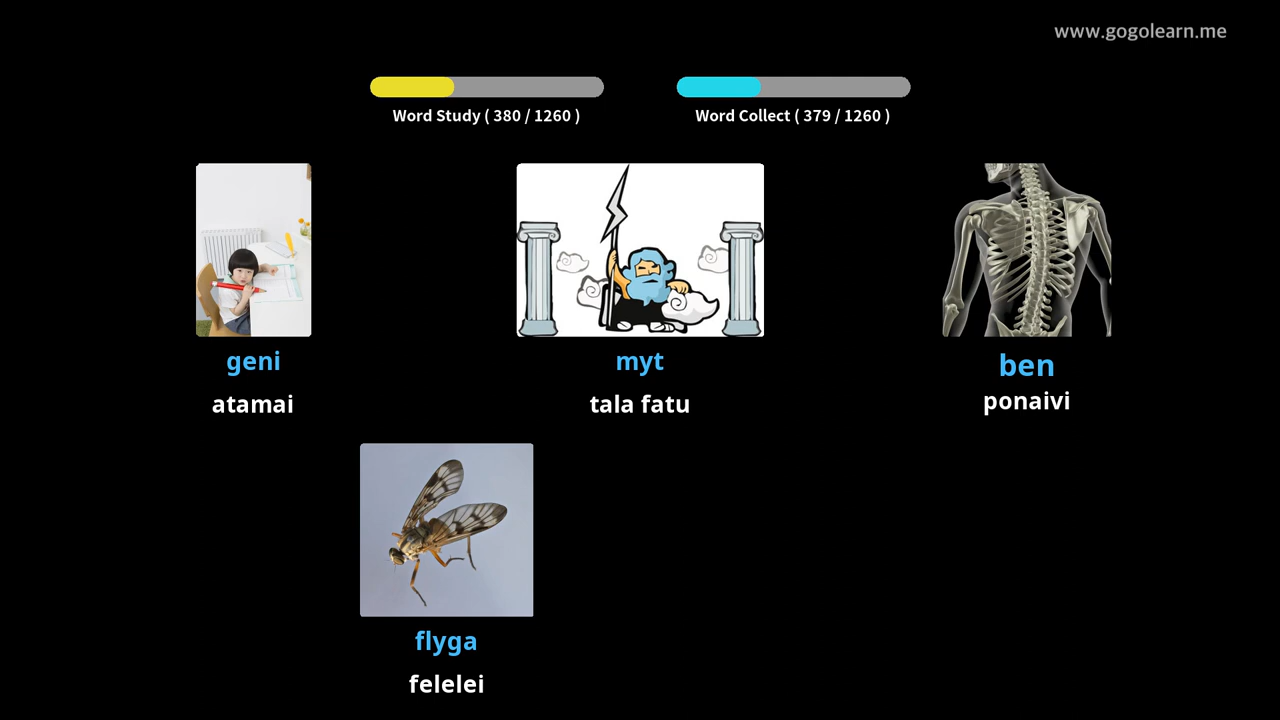 www.gogolearn.me
Word Study ( 380 / 1260 )
Word Collect ( 379 / 1260 )
geni
atamai
myt
tala fatu
ben
ponaivi
flyga
felelei